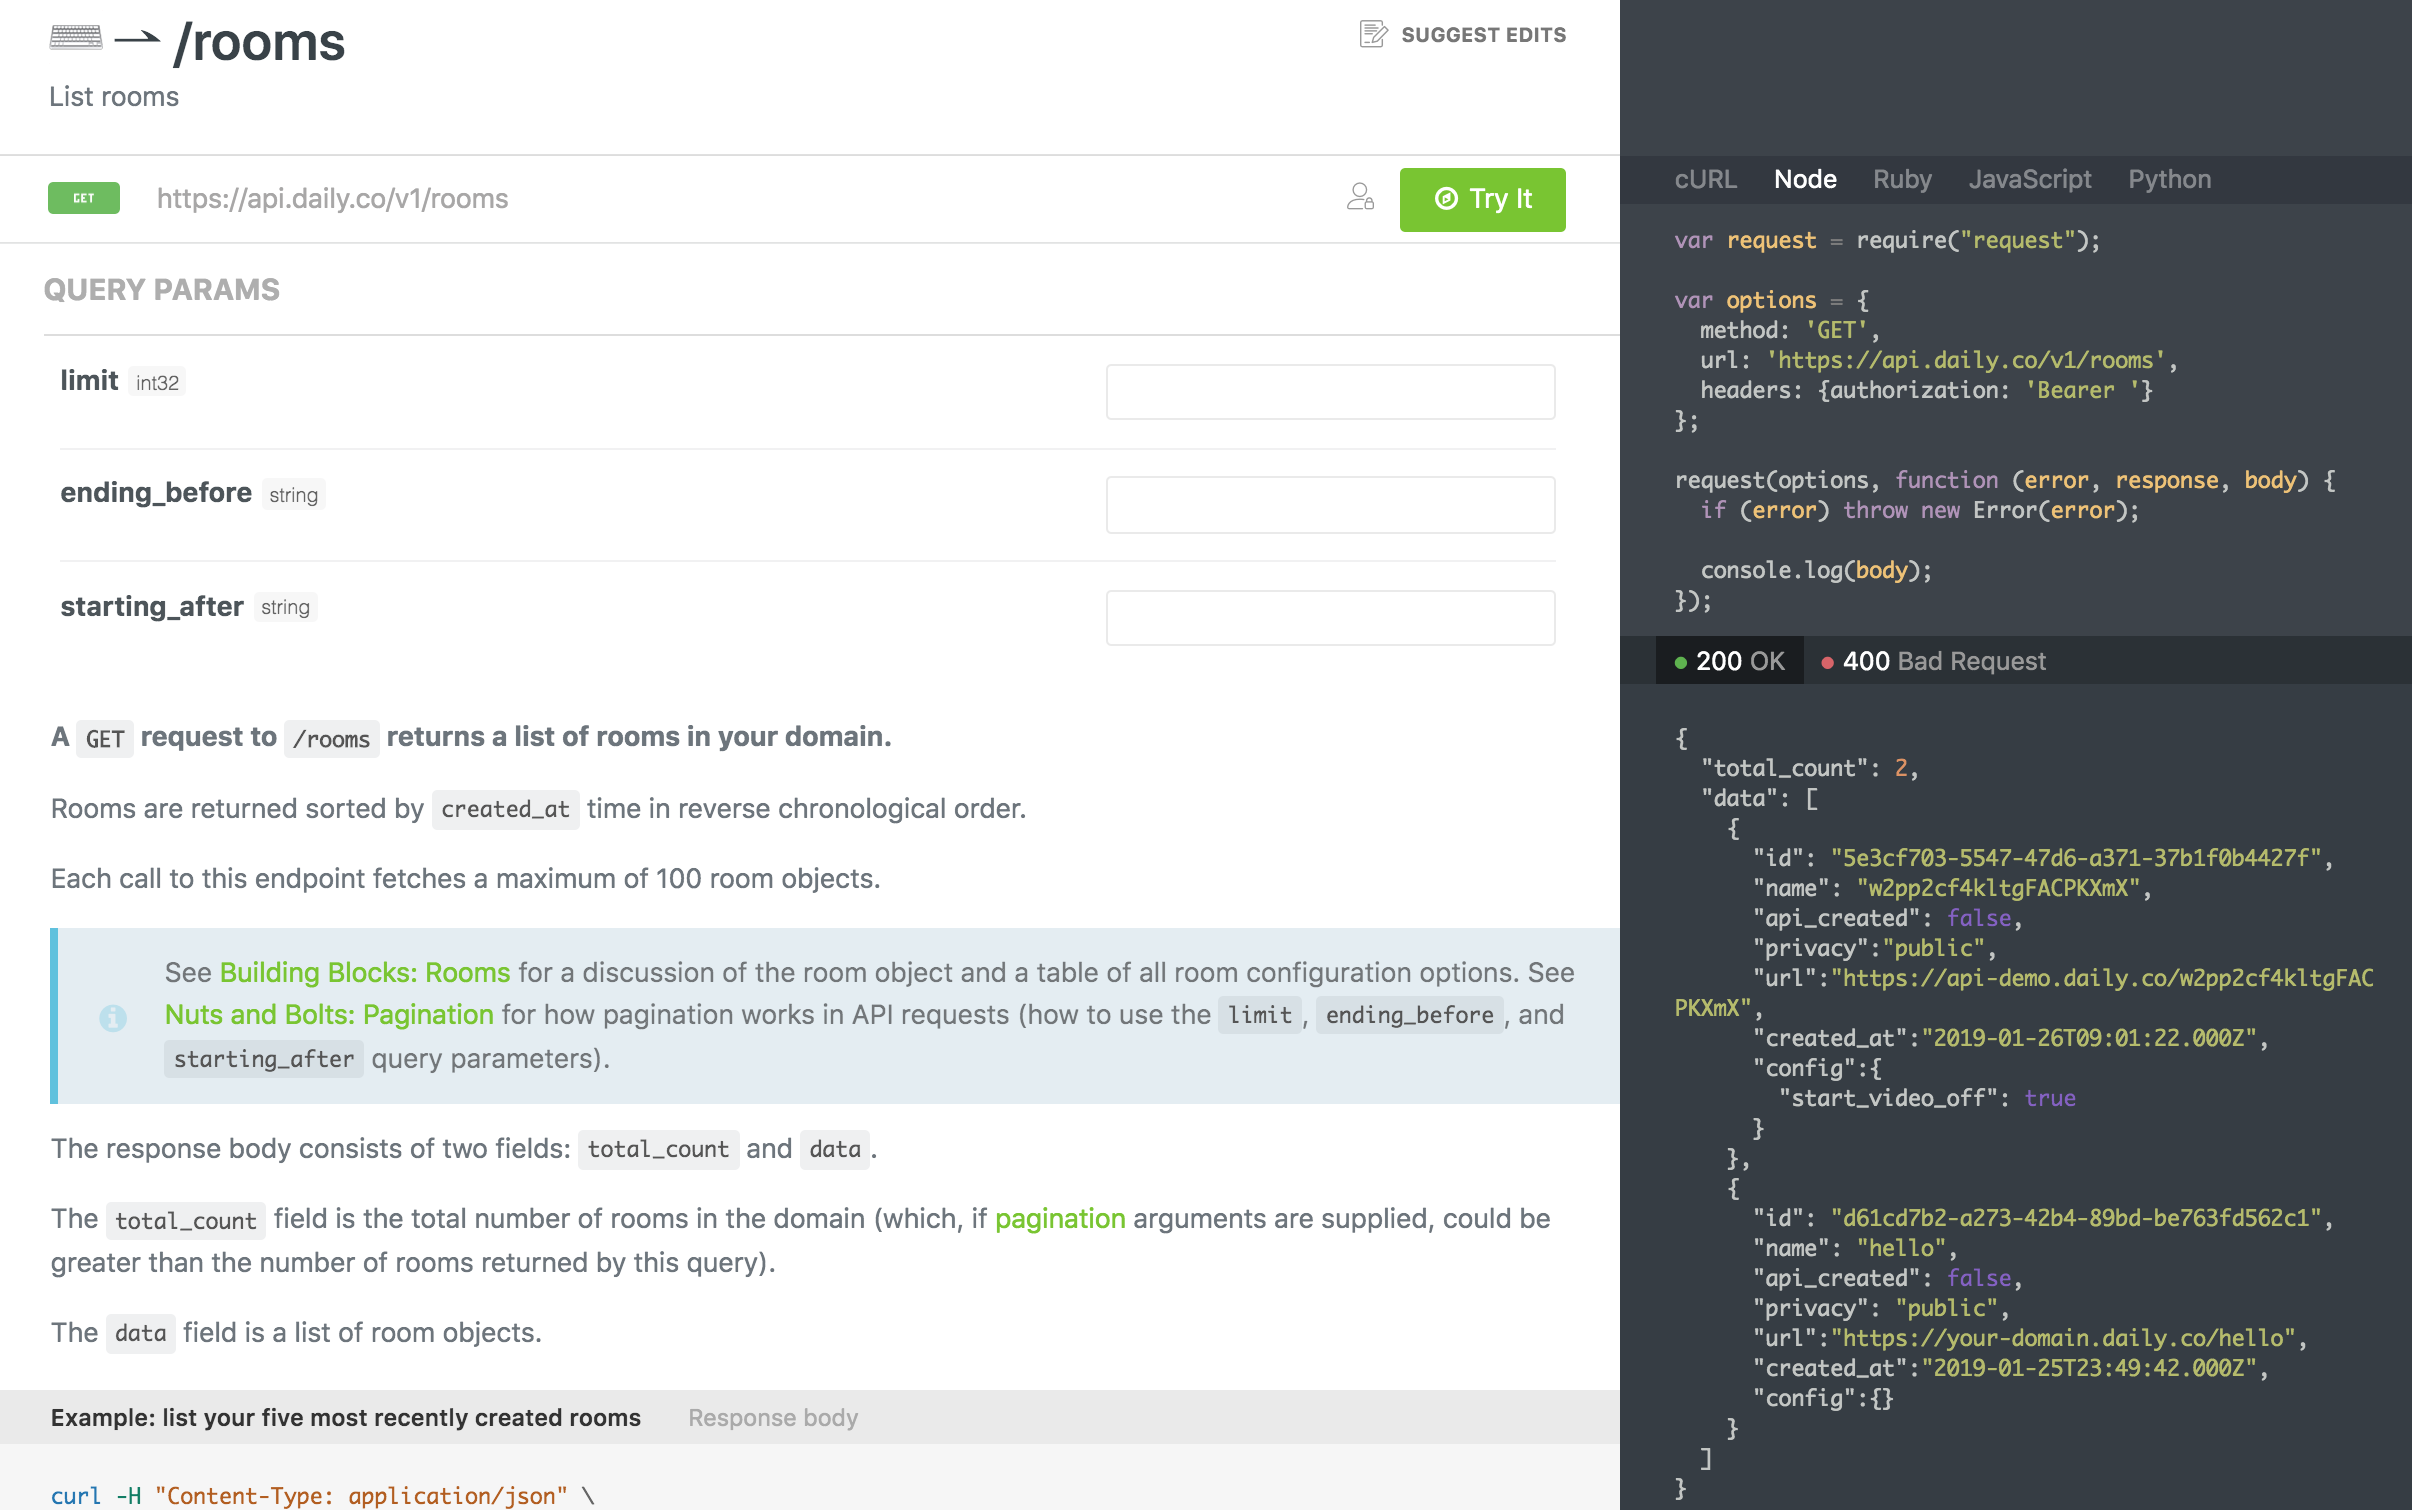 /rooms
SUGGEST EDITS
List rooms
GET
https://api.daily.co/v1/rooms
Try It
QUERY PARAMS
limit int32
ending_before string
starting_after string
A GET request to /rooms returns a list of rooms in your domain.
Rooms are returned sorted by created_at time in reverse chronological order.
Each call to this endpoint fetches a maximum of 100 room objects.
See Building Blocks: Rooms for a discussion of the room object and a table of all room configuration options. See
Nuts and Bolts: Pagination for how pagination works in API requests (how to use the limit, ending_before, and
starting_after query parameters).
The response body consists of two fields: total_count and data.
The total_count field is the total number of rooms in the domain (which, if pagination arguments are supplied, could be
greater than the number of rooms returned by this query).
The data field is a list of room objects.
Example: list your five most recently created rooms Response body
curl -H "Content-Type: application/json" \
cURL Node Ruby JavaScript Python
var request = require("request");
var options = {
method: 'GET',
url: 'https://api.daily.co/v1/rooms',
headers: {authorization: 'Bearer '}
};
request(options, function (error, response, body) {
if (error) throw new Error(error);
console.log(body);
});
200 OK 400 Bad Request
{
"total_count": 2,
"data": [
{
"id": "5e3cf703-5547-47d6-a371-37b1f0b4427f",
"name": "w2pp2cf4kltgFACPKXmX",
"api_created": false,
"privacy":"public",
"url":"https://api-demo.daily.co/w2pp2cf4kltgFAC
PKXmX",
"created_at":"2019-01-26T09:01:22.000Z",
"config":{
"start_video_off": true
}
},
{
"id": "d61cd7b2-a273-42b4-89bd-be763fd562c1",
"name": "hello",
"api_created": false,
"privacy": "public",
"url":"https://your-domain.daily.co/hello",
"created_at":"2019-01-25T23:49:42.000Z",
"config":{}
}
]
}